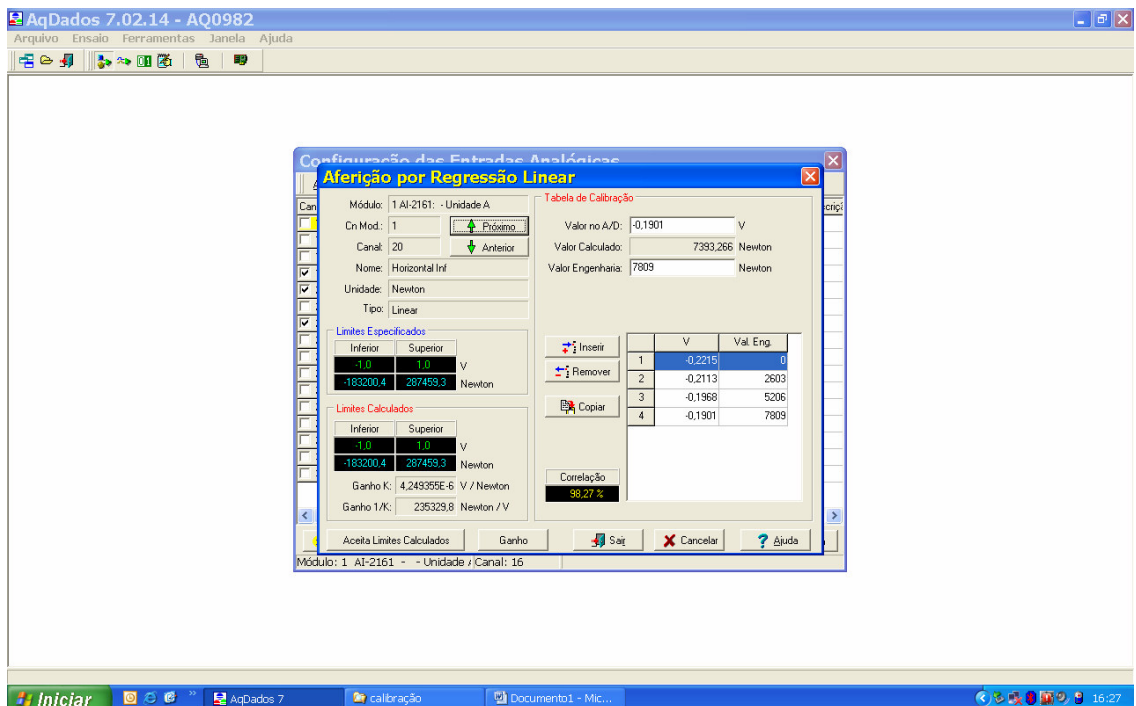 AqDados 7.02.14 - AQ0982
Arquivo Ensaio Ferramentas Janela Ajuda
Configuração das Entradas Analógicas
Aferição por Regressão Linear
Módulo: 1 AI-2161: - Unidade A
Cn Mod.: 1 Próximo
Canal: 20 Anterior
Nome: Horizontal Inf
Unidade: Newton
Tipo: Linear
Limites Especificados
Inferior Superior
-1,0 1,0 V
-183200,4 287459,3 Newton
Limites Calculados
Inferior Superior
-1,0 1,0 V
-183200,4 287459,3 Newton
Ganho K: 4,249355E-6 V / Newton
Ganho 1/K: 235329,8 Newton / V
Tabela de Calibração
Valor no A/D: -0,1901 V
Valor Calculado: 7393,266 Newton
Valor Engenharia: 7809 Newton
Inserir
Remover
Copiar
V Val. Eng.
1 -0,2215 0
2 -0,2113 2603
3 -0,1968 5206
4 -0,1901 7809
Correlação
98,27 %
Aceita Limites Calculados Ganho Sair Cancelar Ajuda
Módulo: 1 AI-2161 - - Unidade A Canal: 16
Iniciar AqDados 7 calibração Documento1 - Mic... 16:27